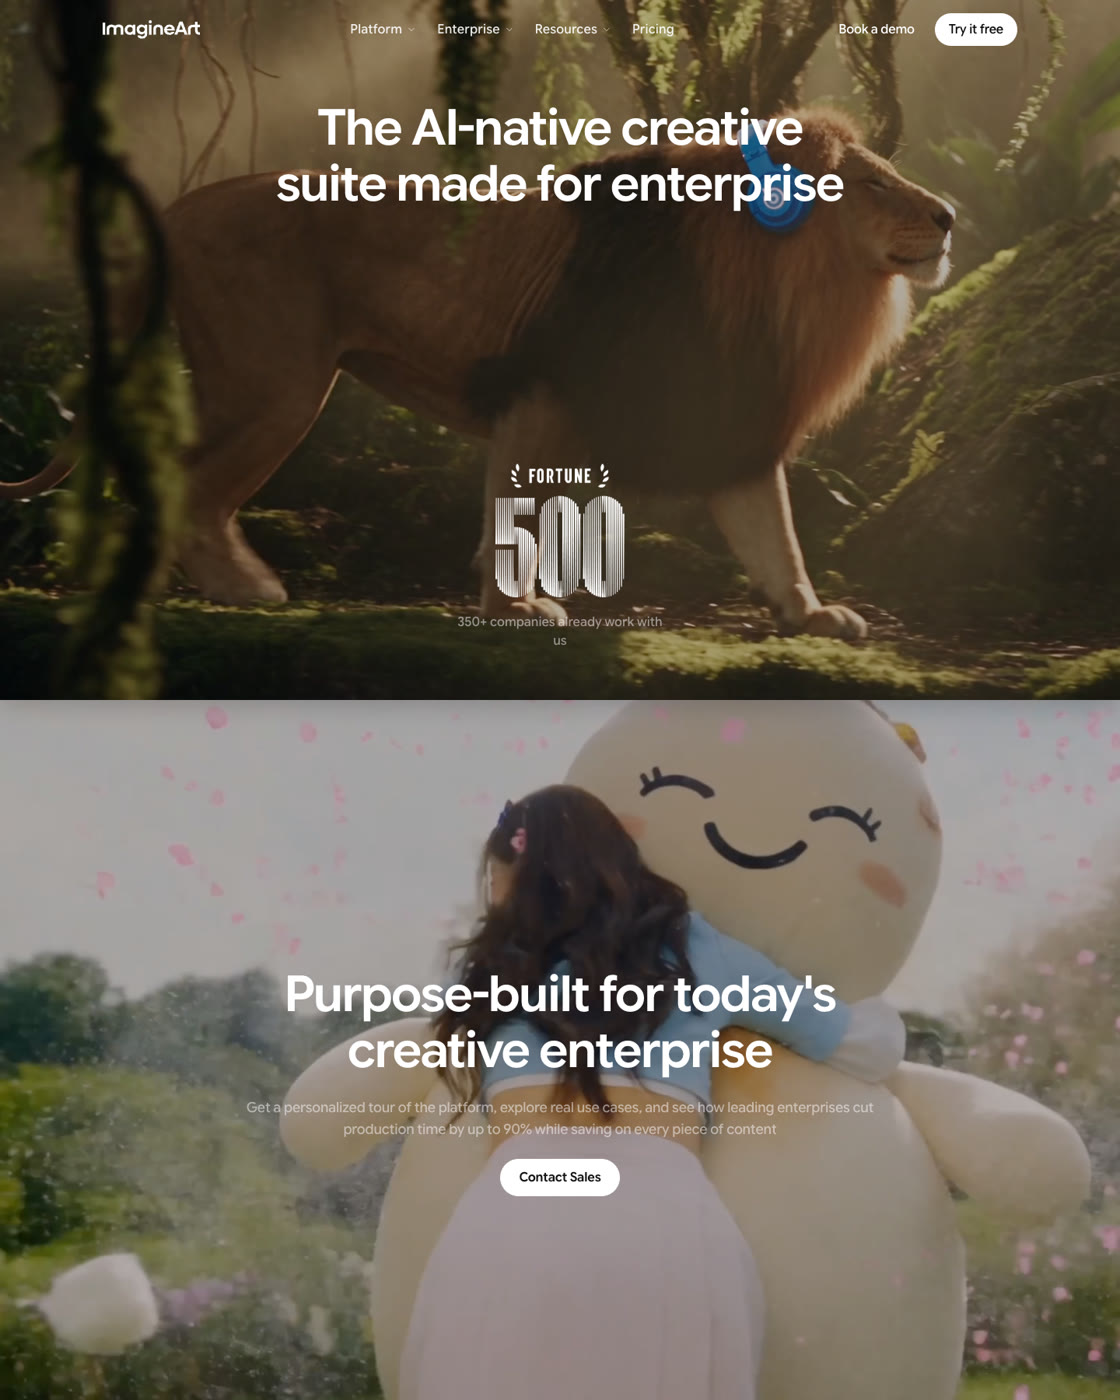 ImagineArt
Platform
Enterprise
Resources
Pricing
Book a demo
Try it free
The AI-native creative
suite made for enterprise
FORTUNE
500
350+ companies already work with
us
Purpose-built for today's
creative enterprise
Get a personalized tour of the platform, explore real use cases, and see how leading enterprises cut
production time by up to 90% while saving on every piece of content
Contact Sales